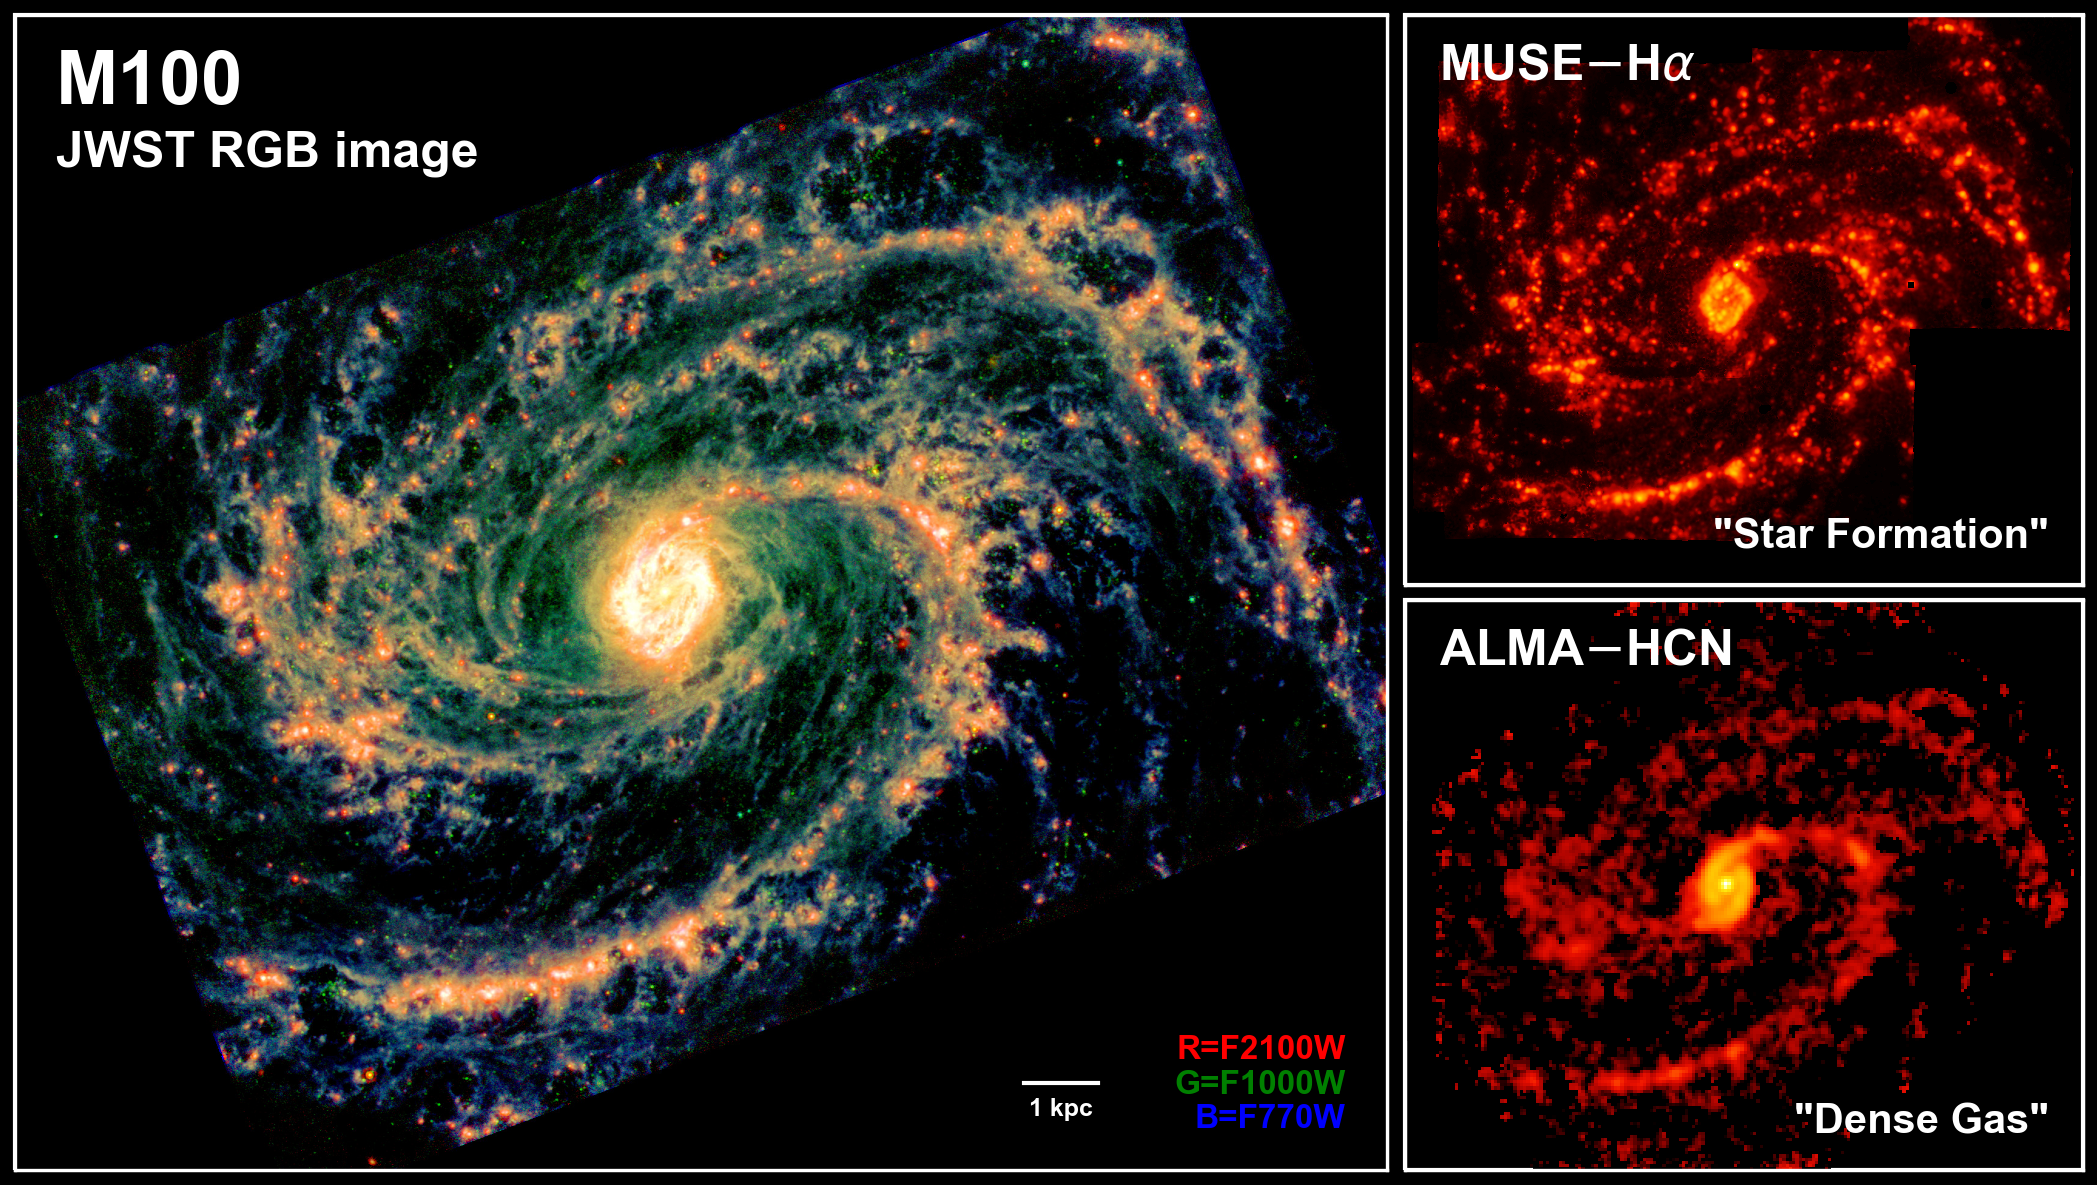 M100
JWST RGB image
R=F2100W
G=F1000W
B=F770W
1 kpc
MUSE−Hα
"Star Formation"
ALMA−HCN
"Dense Gas"